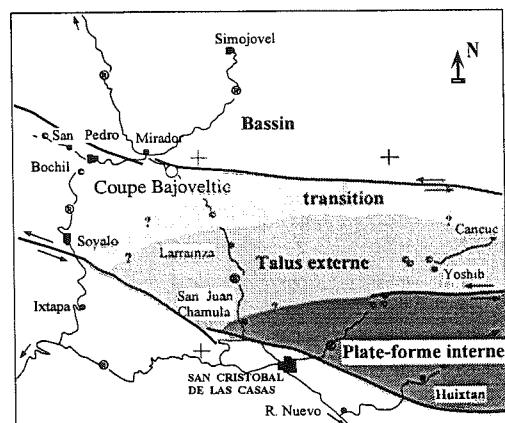 Simojovel
N
Bassin
San Pedro Mirador
Bochil
Coupe Bajoveltic
transition
?
?
Cancuc
Soyalo
?
Larrainza
Talus externe
Yoshib
Ixtapa
San Juan
Chamula
?
Plate-forme interne
SAN CRISTOBAL
DE LAS CASAS
Huixtan
R. Nuevo